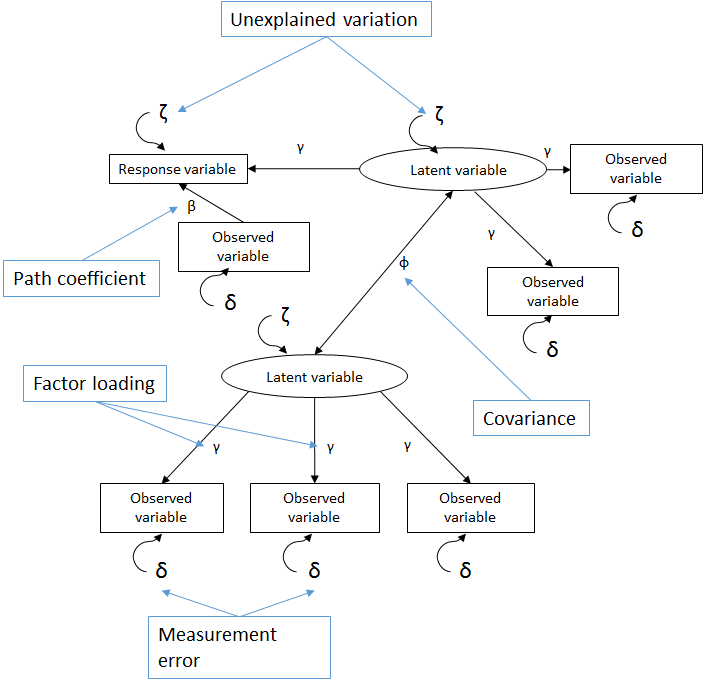 Unexplained variation
ζ
ζ
γ
γ
Response variable
Latent variable
Observed
variable
β
Observed
variable
γ
δ
Path coefficient
ϕ
Observed
variable
δ
ζ
δ
Latent variable
Factor loading
Covariance
γ
γ
γ
Observed
variable
Observed
variable
Observed
variable
δ
δ
δ
Measurement
error